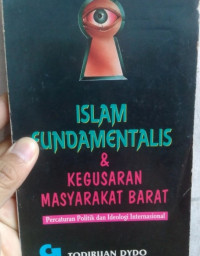 ISLAM
FUNDAMENTALIS
&
KEGUSARAN
MASYARAKAT BARAT
Percaturan Politik dan Ideologi Internasional
TODIRUAN DYDO